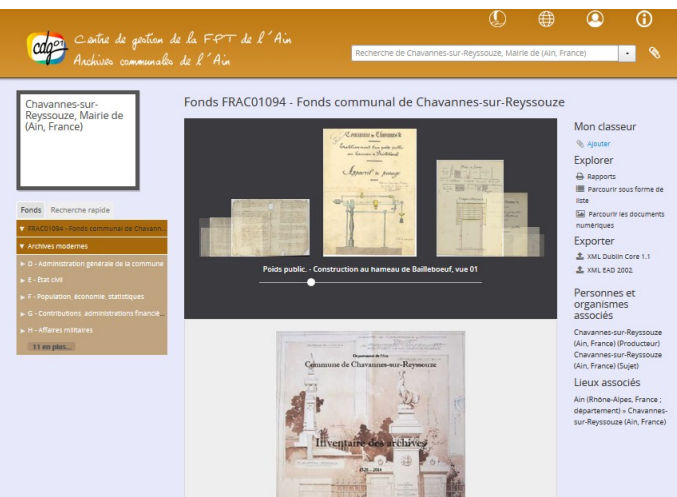 cdg01
Centre de gestion de la FPT de l'Ain
Archives communales de l'Ain
Recherche de Chavannes-sur-Reyssouze, Mairie de (Ain, France)
Chavannes-sur-
Reyssouze, Mairie de
(Ain, France)
Fonds Recherche rapide
FRAC01094 - Fonds communal de Chavann...
Archives modernes
D - Administration générale de la commune
E - État civil
F - Population, économie, statistiques
G - Contributions, administrations financiè...
H - Affaires militaires
11 en plus...
Fonds FRAC01094 - Fonds communal de Chavannes-sur-Reyssouze
Commune de Chavannes
Appareil de pesage
Poids public. - Construction au hameau de Bailleboeuf, vue 01
Département de l'Ain
Commune de Chavannes-sur-Reyssouze
Inventaire des archives
Mon classeur
Ajouter
Explorer
Rapports
Parcourir sous forme de
liste
Parcourir les documents
numériques
Exporter
XML Dublin Core 1.1
XML EAD 2002
Personnes et
organismes
associés
Chavannes-sur-Reyssouze
(Ain, France) (Producteur)
Chavannes-sur-Reyssouze
(Ain, France) (Sujet)
Lieux associés
Ain (Rhône-Alpes, France ;
département) » Chavannes-
sur-Reyssouze (Ain, France)